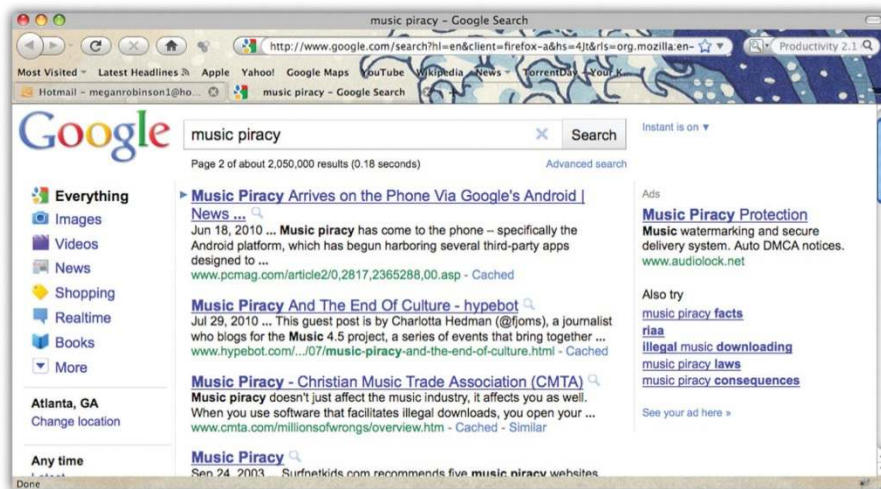 music piracy - Google Search
http://www.google.com/search?hl=en&client=firefox-a&hs=4Jt&rls=org.mozilla:en-
Productivity 2.1
Most Visited Latest Headlines Apple Yahoo! Google Maps YouTube Wikipedia News TorrentDay - Your K...
Hotmail - meganrobinson1@ho... music piracy - Google Search
Google
music piracy
Search
Instant is on ▼
Page 2 of about 2,050,000 results (0.18 seconds)
Advanced search
Everything
Images
Videos
News
Shopping
Realtime
Books
More
Atlanta, GA
Change location
Any time
Music Piracy Arrives on the Phone Via Google's Android |
News ...
Jun 18, 2010 ... Music piracy has come to the phone – specifically the
Android platform, which has begun harboring several third-party apps
designed to ...
www.pcmag.com/article2/0,2817,2365288,00.asp - Cached
Music Piracy And The End Of Culture - hypebot
Jul 29, 2010 ... This guest post is by Charlotta Hedman (@fjoms), a journalist
who blogs for the Music 4.5 project, a series of events that bring together ...
www.hypebot.com/.../07/music-piracy-and-the-end-of-culture.html - Cached
Music Piracy - Christian Music Trade Association (CMTA)
Music piracy doesn't just affect the music industry, it affects you as well.
When you use software that facilitates illegal downloads, you open your ...
www.cmta.com/millionsofwrongs/overview.htm - Cached - Similar
Music Piracy
Sep 24, 2003 ... Surfnetkids.com recommends five music piracy websites
Ads
Music Piracy Protection
Music watermarking and secure
delivery system. Auto DMCA notices.
www.audiolock.net
Also try
music piracy facts
riaa
illegal music downloading
music piracy laws
music piracy consequences
See your ad here »
Done